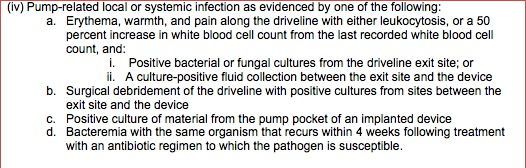 (iv) Pump-related local or systemic infection as evidenced by one of the following:
a. Erythema, warmth, and pain along the driveline with either leukocytosis, or a 50
percent increase in white blood cell count from the last recorded white blood cell
count, and:
i. Positive bacterial or fungal cultures from the driveline exit site; or
ii. A culture-positive fluid collection between the exit site and the device
b. Surgical debridement of the driveline with positive cultures from sites between the
exit site and the device
c. Positive culture of material from the pump pocket of an implanted device
d. Bacteremia with the same organism that recurs within 4 weeks following treatment
with an antibiotic regimen to which the pathogen is susceptible.